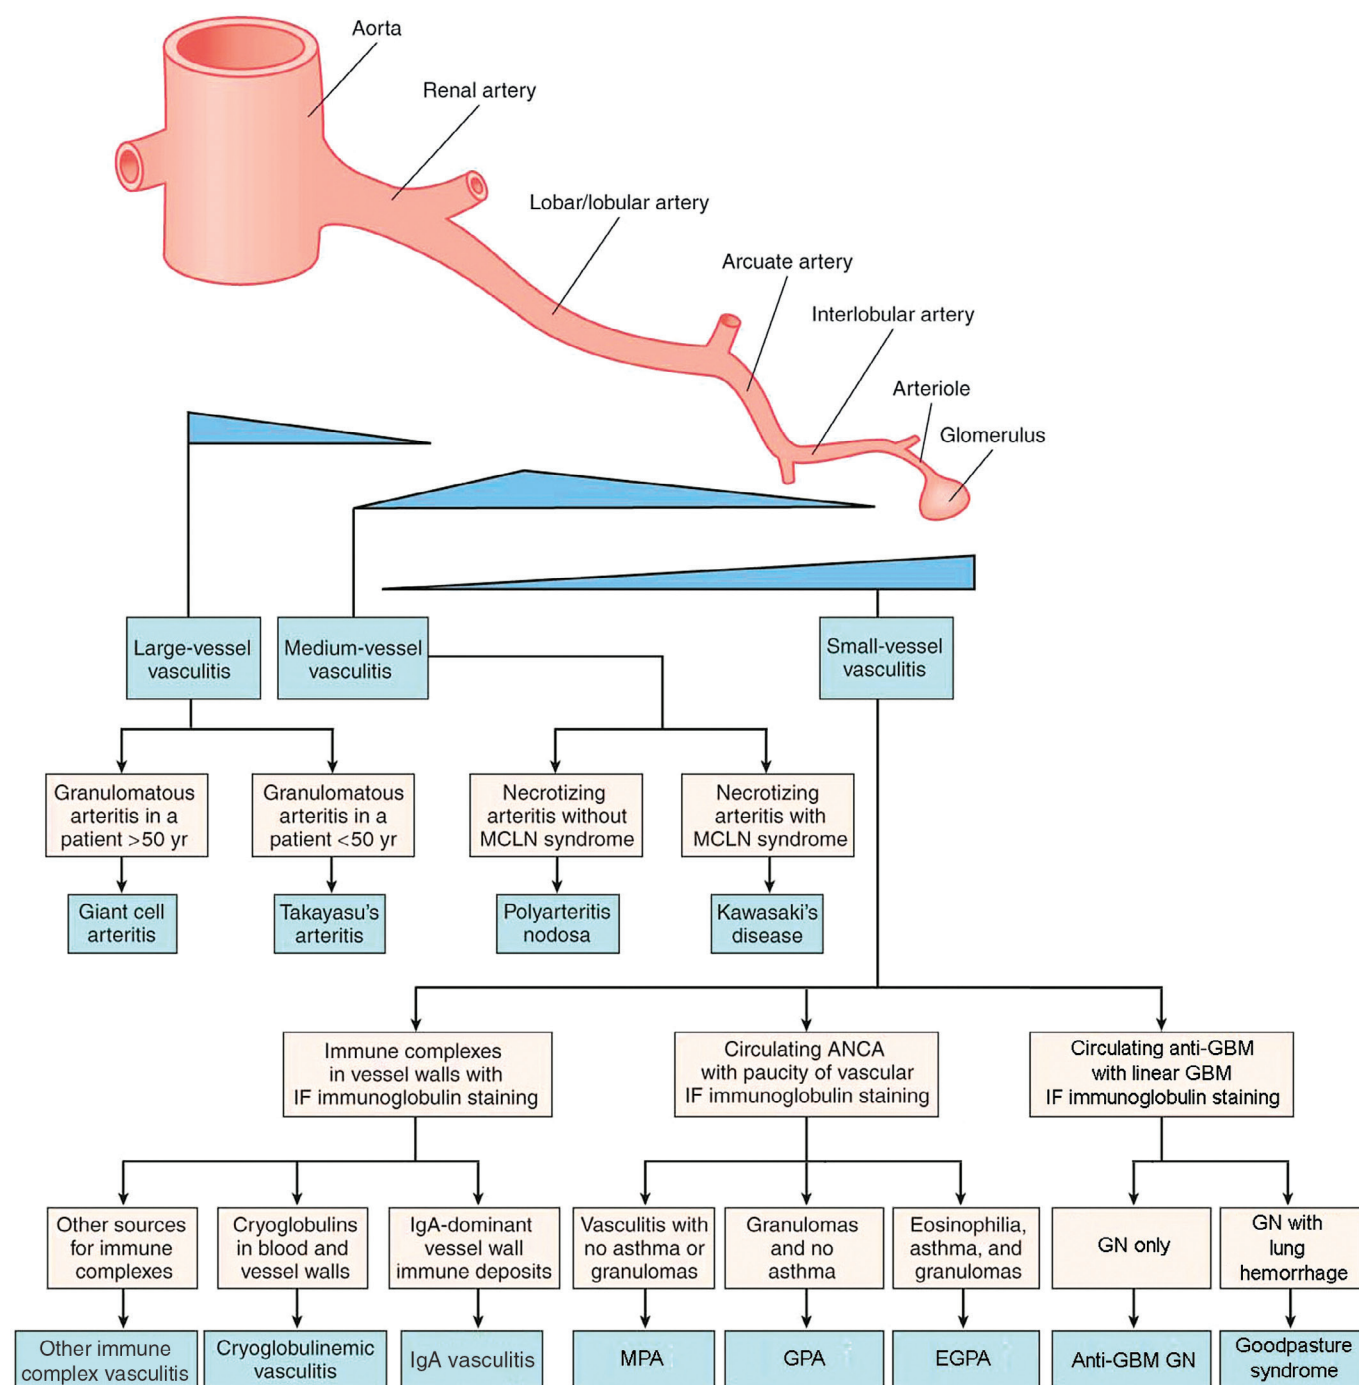 Aorta
Renal artery
Lobar/lobular artery
Arcuate artery
Interlobular artery
Arteriole
Glomerulus
Large-vessel
vasculitis
Medium-vessel
vasculitis
Small-vessel
vasculitis
Granulomatous
arteritis in a
patient >50 yr
Granulomatous
arteritis in a
patient <50 yr
Necrotizing
arteritis without
MCLN syndrome
Necrotizing
arteritis with
MCLN syndrome
Giant cell
arteritis
Takayasu's
arteritis
Polyarteritis
nodosa
Kawasaki's
disease
Immune complexes
in vessel walls with
IF immunoglobulin staining
Circulating ANCA
with paucity of vascular
IF immunoglobulin staining
Circulating anti-GBM
with linear GBM
IF immunoglobulin staining
Other sources
for immune
complexes
Cryoglobulins
in blood and
vessel walls
IgA-dominant
vessel wall
immune deposits
Vasculitis with
no asthma or
granulomas
Granulomas
and no
asthma
Eosinophilia,
asthma, and
granulomas
GN only
GN with
lung
hemorrhage
Other immune
complex vasculitis
Cryoglobulinemic
vasculitis
IgA vasculitis
MPA
GPA
EGPA
Anti-GBM GN
Goodpasture
syndrome